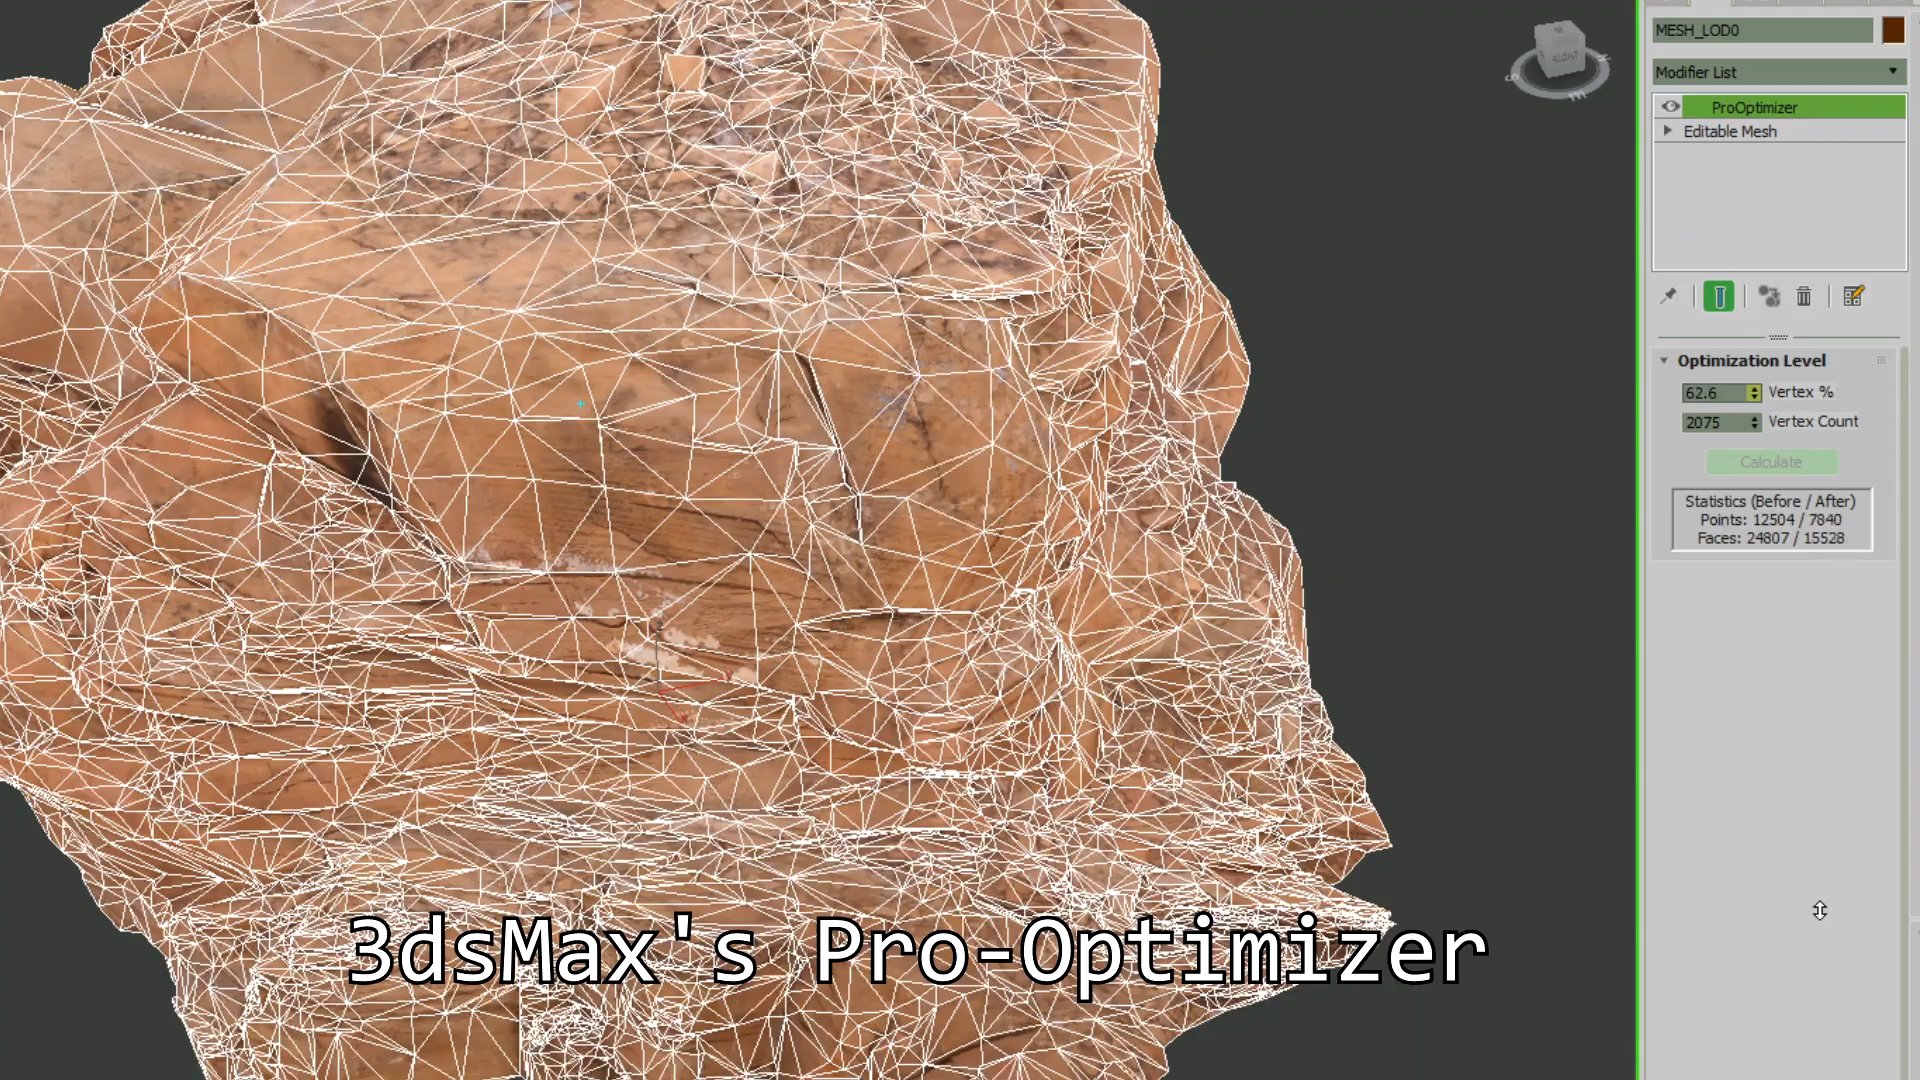 MESH_LOD0
Modifier List
RIGHT
ProOptimizer
Editable Mesh
Optimization Level
62.6 Vertex %
2075 Vertex Count
Calculate
Statistics (Before / After)
Points: 12504 / 7840
Faces: 24807 / 15528
3dsMax's Pro-Optimizer